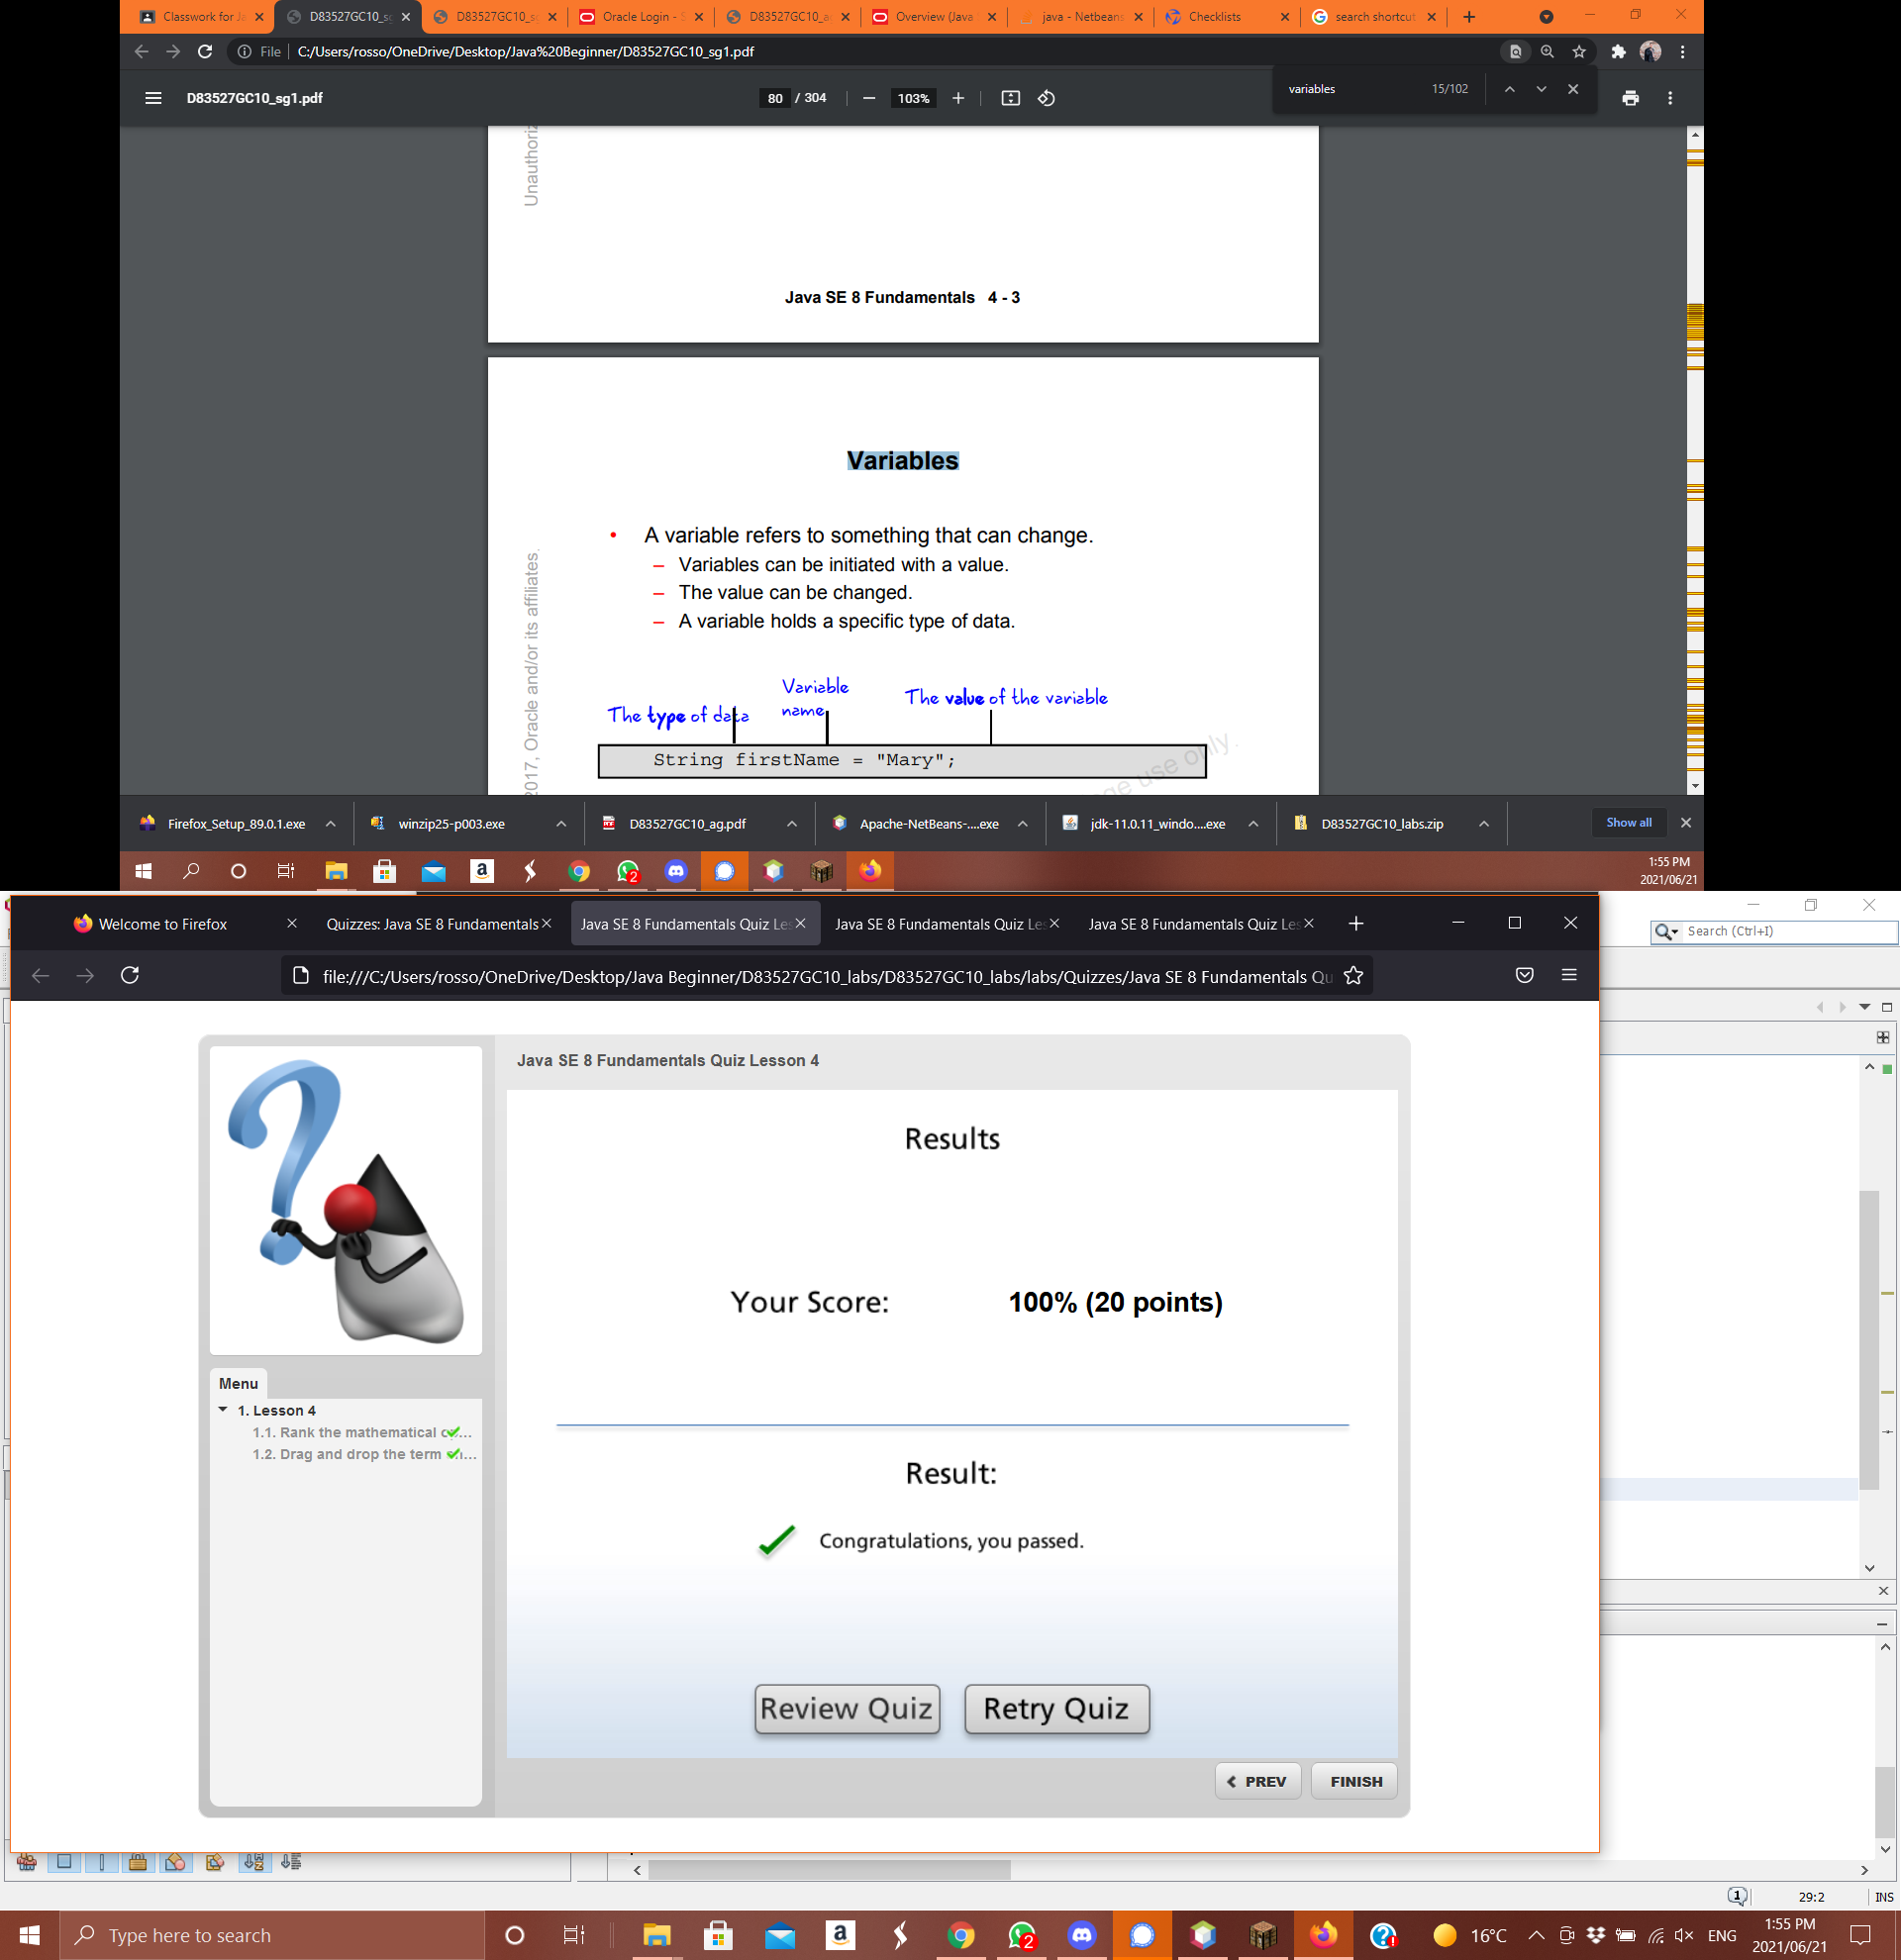 Classwork for Ja
D83527GC10_sg
D83527GC10_sg
Oracle Login - S
D83527GC10_a
Overview (Java
java - Netbeans
Checklists
search shortcut
File
C:/Users/rosso/OneDrive/Desktop/Java%20Beginner/D83527GC10_sg1.pdf
D83527GC10_sg1.pdf
80 / 304
103%
variables
15/102
Unauthoriz
Java SE 8 Fundamentals 4 - 3
Variables
• A variable refers to something that can change.
– Variables can be initiated with a value.
– The value can be changed.
– A variable holds a specific type of data.
2017, Oracle and/or its affiliates.
The type of data
Variable name
The value of the variable
String firstName = "Mary";
ge use only.
Firefox_Setup_89.0.1.exe
winzip25-p003.exe
D83527GC10_ag.pdf
Apache-NetBeans-....exe
jdk-11.0.11_windo....exe
D83527GC10_labs.zip
Show all
a
2
1:55 PM
2021/06/21
Welcome to Firefox
Quizzes: Java SE 8 Fundamentals
Java SE 8 Fundamentals Quiz Les
Java SE 8 Fundamentals Quiz Les
Java SE 8 Fundamentals Quiz Les
Search (Ctrl+I)
file:///C:/Users/rosso/OneDrive/Desktop/Java Beginner/D83527GC10_labs/D83527GC10_labs/labs/Quizzes/Java SE 8 Fundamentals Qu
Java SE 8 Fundamentals Quiz Lesson 4
Results
Your Score:
100% (20 points)
Menu
1. Lesson 4
1.1. Rank the mathematical o...
1.2. Drag and drop the term ...
Result:
Congratulations, you passed.
Review Quiz
Retry Quiz
PREV
FINISH
1
29:2
INS
Type here to search
a
2
16°C
ENG
1:55 PM
2021/06/21